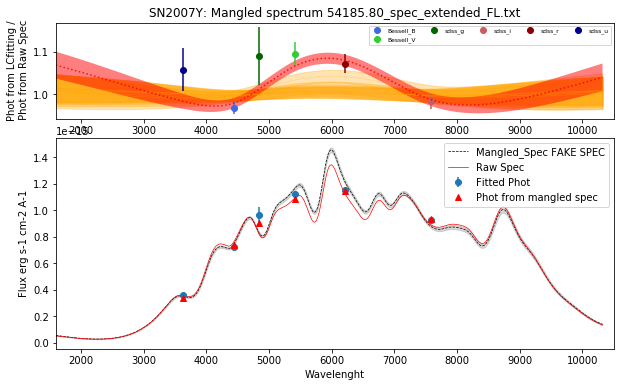 SN2007Y: Mangled spectrum 54185.80_spec_extended_FL.txt
Phot from LCfitting /
Phot from Raw Spec
1.1
1.0
Bessell_B
Bessell_V
sdss_g
sdss_i
sdss_r
sdss_u
2000 3000 4000 5000 6000 7000 8000 9000 10000
Flux erg s-1 cm-2 A-1
1.4
1.2
1.0
0.8
0.6
0.4
0.2
0.0
Mangled_Spec FAKE SPEC
Raw Spec
Fitted Phot
Phot from mangled spec
2000 3000 4000 5000 6000 7000 8000 9000 10000
Wavelenght